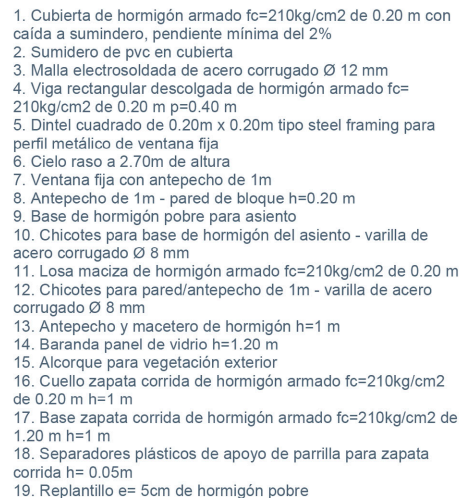 1. Cubierta de hormigón armado fc=210kg/cm2 de 0.20 m con
caída a sumindero, pendiente mínima del 2%
2. Sumidero de pvc en cubierta
3. Malla electrosoldada de acero corrugado Ø 12 mm
4. Viga rectangular descolgada de hormigón armado fc=
210kg/cm2 de 0.20 m p=0.40 m
5. Dintel cuadrado de 0.20m x 0.20m tipo steel framing para
perfil metálico de ventana fija
6. Cielo raso a 2.70m de altura
7. Ventana fija con antepecho de 1m
8. Antepecho de 1m - pared de bloque h=0.20 m
9. Base de hormigón pobre para asiento
10. Chicotes para base de hormigón del asiento - varilla de
acero corrugado Ø 8 mm
11. Losa maciza de hormigón armado fc=210kg/cm2 de 0.20 m
12. Chicotes para pared/antepecho de 1m - varilla de acero
corrugado Ø 8 mm
13. Antepecho y macetero de hormigón h=1 m
14. Baranda panel de vidrio h=1.20 m
15. Alcorque para vegetación exterior
16. Cuello zapata corrida de hormigón armado fc=210kg/cm2
de 0.20 m h=1 m
17. Base zapata corrida de hormigón armado fc=210kg/cm2 de
1.20 m h=1 m
18. Separadores plásticos de apoyo de parrilla para zapata
corrida h= 0.05m
19. Replantillo e= 5cm de hormigón pobre